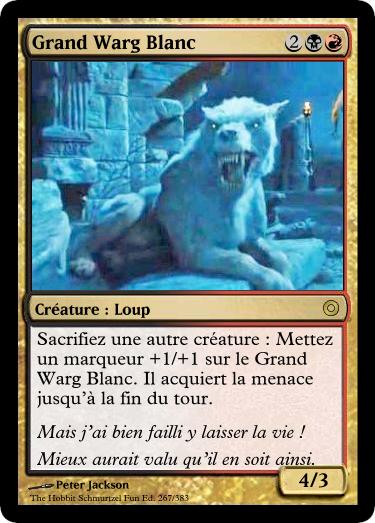 Grand Warg Blanc 2
Créature : Loup
Sacrifiez une autre créature : Mettez
un marqueur +1/+1 sur le Grand
Warg Blanc. Il acquiert la menace
jusqu'à la fin du tour.
Mais j'ai bien failli y laisser la vie !
Mieux aurait valu qu'il en soit ainsi.
4/3
Peter Jackson
The Hobbit Schmurtzel Fun Ed. 267/383